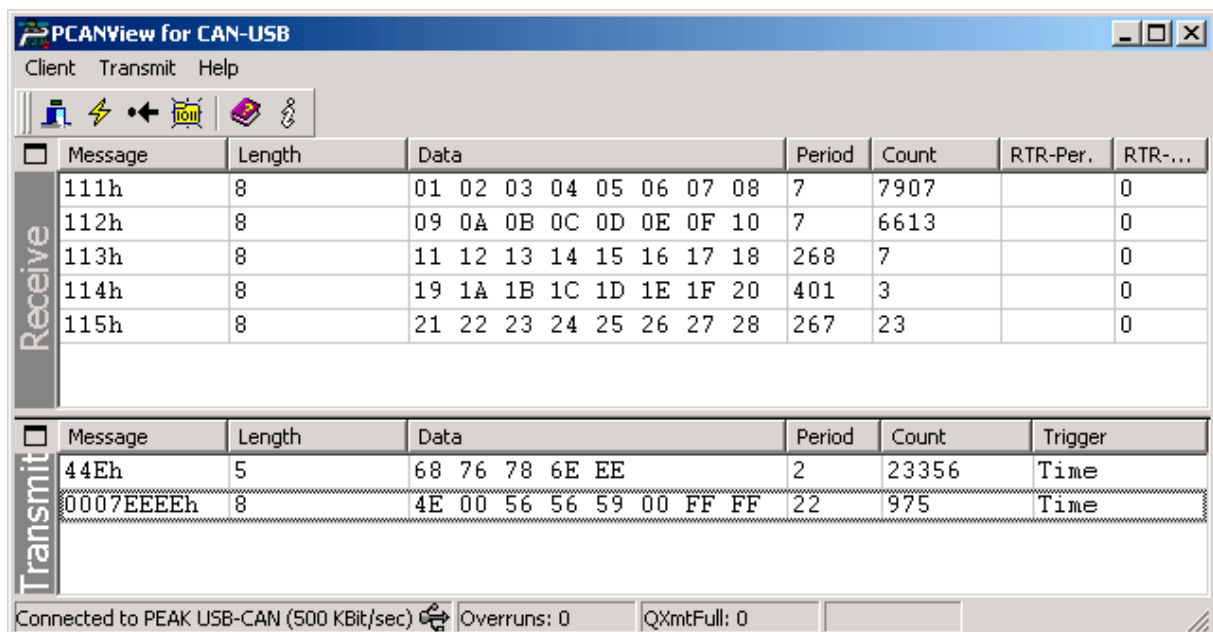 PCANView for CAN-USB
Client Transmit Help
Message Length Data Period Count RTR-Per. RTR-...
Receive
111h 8 01 02 03 04 05 06 07 08 7 7907 0
112h 8 09 0A 0B 0C 0D 0E 0F 10 7 6613 0
113h 8 11 12 13 14 15 16 17 18 268 7 0
114h 8 19 1A 1B 1C 1D 1E 1F 20 401 3 0
115h 8 21 22 23 24 25 26 27 28 267 23 0
Message Length Data Period Count Trigger
Transmit
44Eh 5 68 76 78 6E EE 2 23356 Time
0007EEEEh 8 4E 00 56 56 59 00 FF FF 22 975 Time
Connected to PEAK USB-CAN (500 KBit/sec) Overruns: 0 QXmtFull: 0